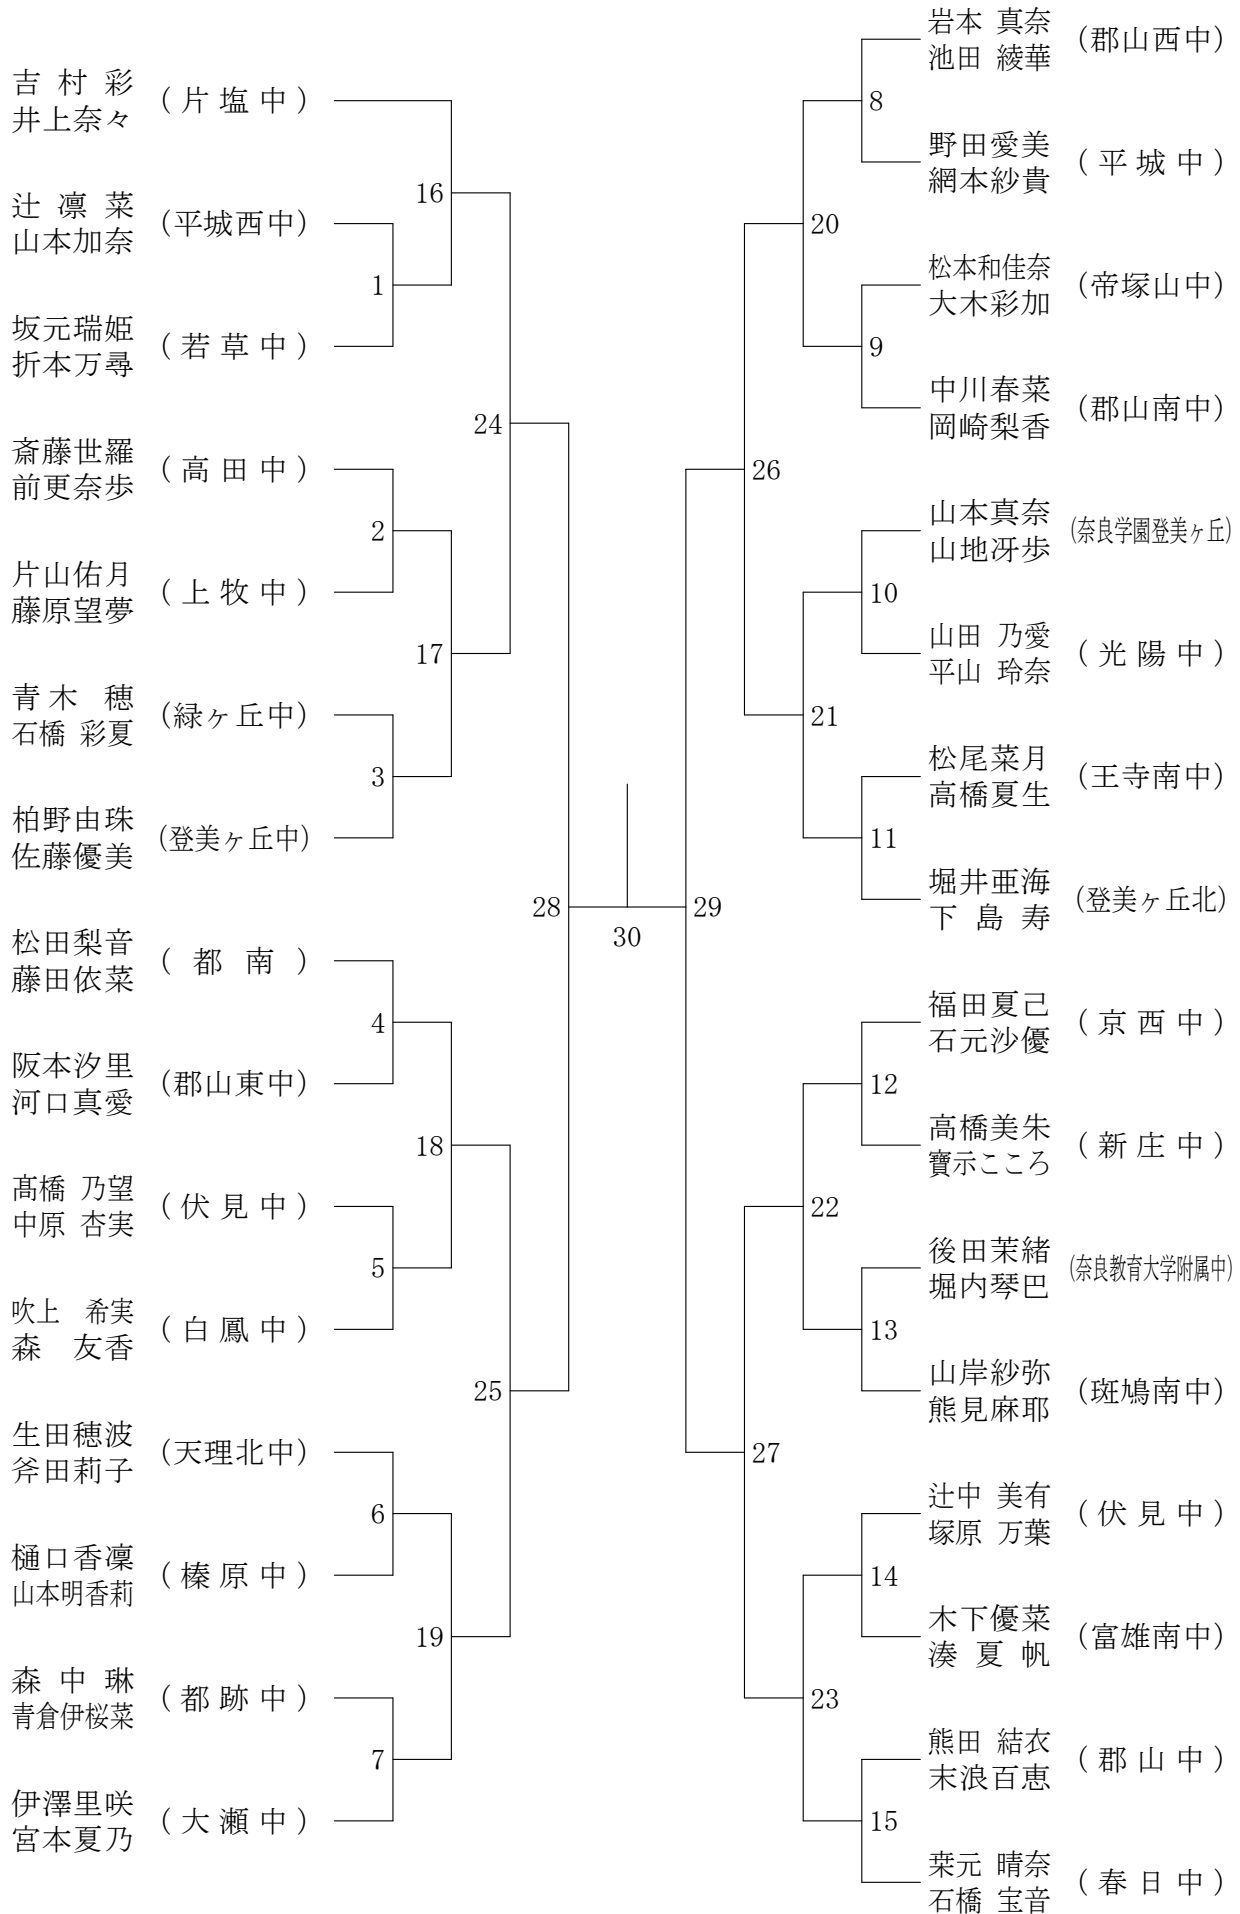 吉村彩
井上奈々
(片塩中)
辻凛菜
山本加奈
(平城西中)
坂元瑞姫
折本万尋
(若草中)
斎藤世羅
前更奈歩
(高田中)
片山佑月
藤原望夢
(上牧中)
青木 穂
石橋 彩夏
(緑ヶ丘中)
柏野由珠
佐藤優美
(登美ヶ丘中)
松田梨音
藤田依菜
(都南)
阪本汐里
河口真愛
(郡山東中)
髙橋 乃望
中原 杏実
(伏見中)
吹上 希実
森 友香
(白鳳中)
生田穂波
斧田莉子
(天理北中)
樋口香凜
山本明香莉
(榛原中)
森中琳
青倉伊桜菜
(都跡中)
伊澤里咲
宮本夏乃
(大瀬中)
16
1
24
2
17
3
28
4
18
5
25
6
19
7
30
29
8
20
9
26
10
21
11
12
22
13
27
14
23
15
岩本 真奈
池田 綾華
(郡山西中)
野田愛美
網本紗貴
(平城中)
松本和佳奈
大木彩加
(帝塚山中)
中川春菜
岡崎梨香
(郡山南中)
山本真奈
山地冴歩
(奈良学園登美ヶ丘)
山田 乃愛
平山 玲奈
(光陽中)
松尾菜月
高橋夏生
(王寺南中)
堀井亜海
下島寿
(登美ヶ丘北)
福田夏己
石元沙優
(京西中)
高橋美朱
寶示こころ
(新庄中)
後田茉緒
堀内琴巴
(奈良教育大学附属中)
山岸紗弥
熊見麻耶
(斑鳩南中)
辻中 美有
塚原 万葉
(伏見中)
木下優菜
湊夏帆
(富雄南中)
熊田 結衣
末浪百恵
(郡山中)
桒元 晴奈
石橋 宝音
(春日中)